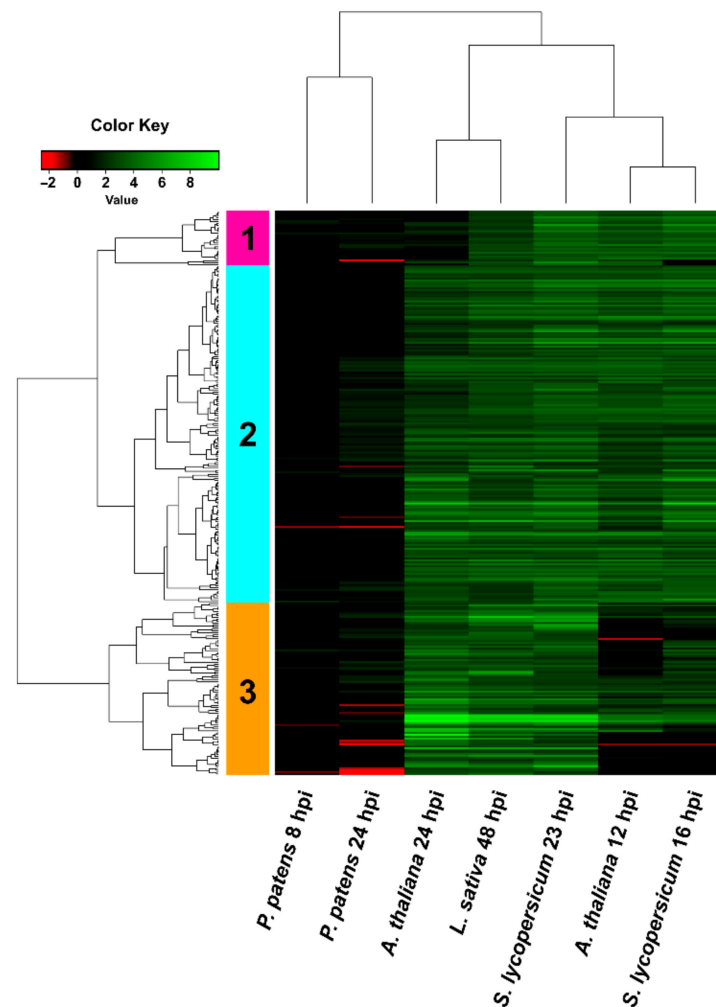 Color Key
−2 0 2 4 6 8
Value
1
2
3
P. patens 8 hpi
P. patens 24 hpi
A. thaliana 24 hpi
L. sativa 48 hpi
S. lycopersicum 23 hpi
A. thaliana 12 hpi
S. lycopersicum 16 hpi